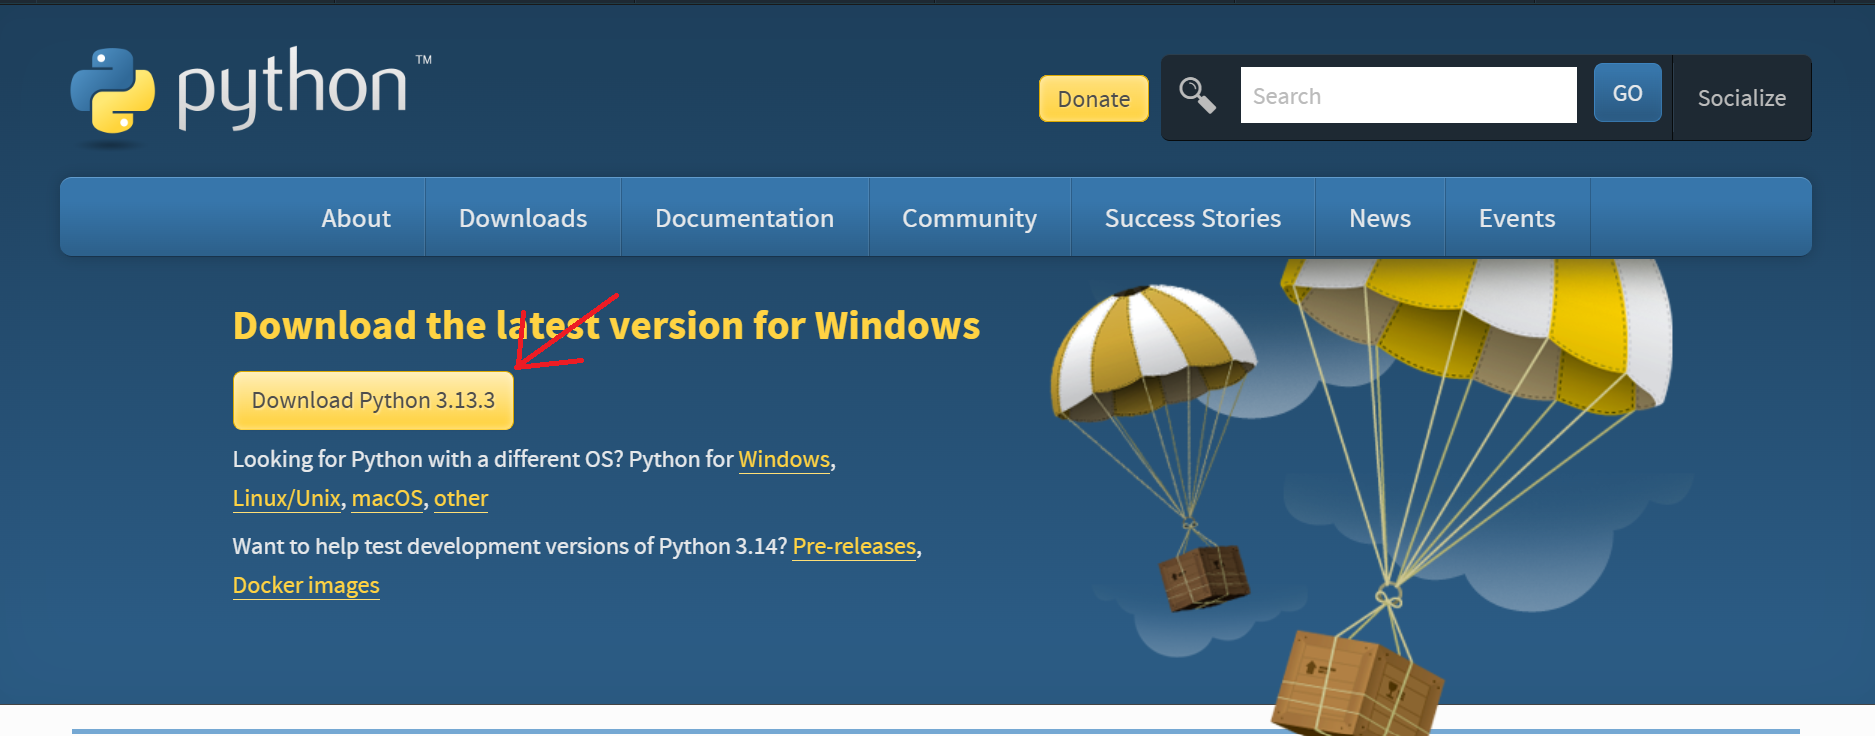 python™
Donate
Search
GO
Socialize
About
Downloads
Documentation
Community
Success Stories
News
Events
Download the latest version for Windows
Download Python 3.13.3
Looking for Python with a different OS? Python for Windows,
Linux/Unix, macOS, other
Want to help test development versions of Python 3.14? Pre-releases,
Docker images